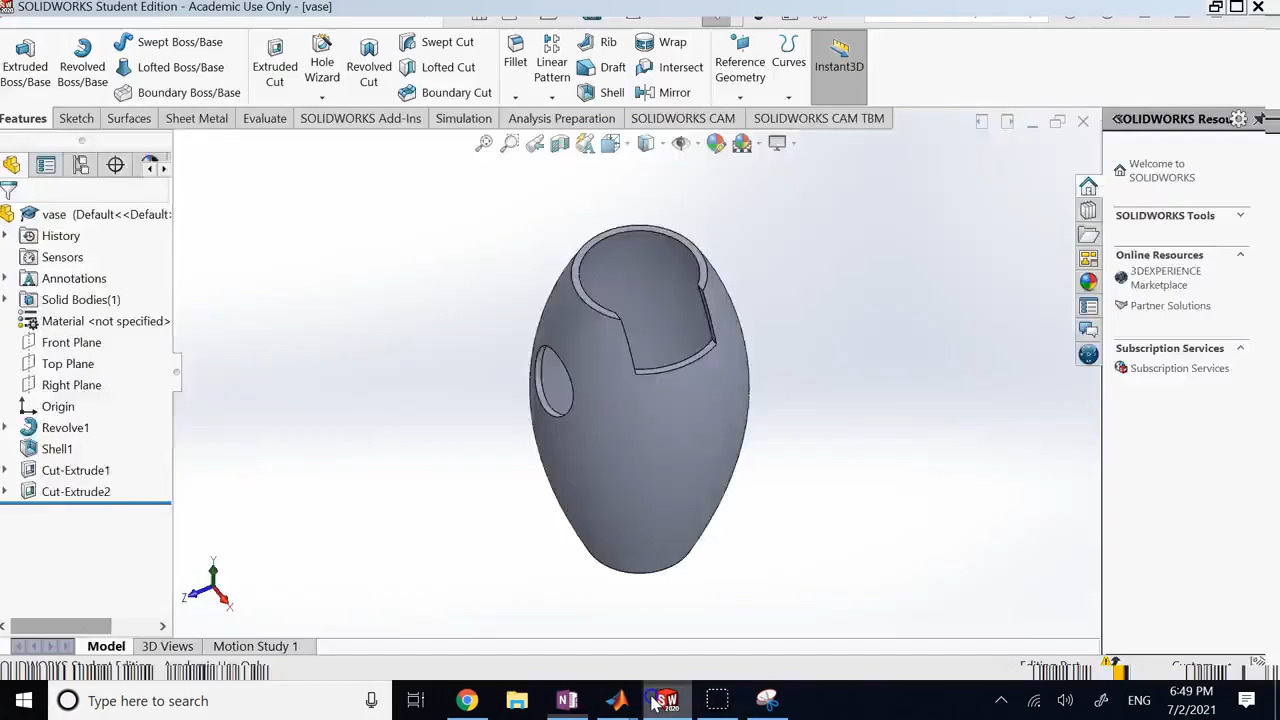 SOLIDWORKS Student Edition - Academic Use Only - [vase]
Extruded Boss/Base
Revolved Boss/Base
Swept Boss/Base
Lofted Boss/Base
Boundary Boss/Base
Extruded Cut
Hole Wizard
Revolved Cut
Swept Cut
Lofted Cut
Boundary Cut
Fillet
Linear Pattern
Rib
Draft
Shell
Wrap
Intersect
Mirror
Reference Geometry
Curves
Instant3D
Features
Sketch
Surfaces
Sheet Metal
Evaluate
SOLIDWORKS Add-Ins
Simulation
Analysis Preparation
SOLIDWORKS CAM
SOLIDWORKS CAM TBM
vase (Default<<Default:
History
Sensors
Annotations
Solid Bodies(1)
Material <not specified>
Front Plane
Top Plane
Right Plane
Origin
Revolve1
Shell1
Cut-Extrude1
Cut-Extrude2
Y
Z
X
SOLIDWORKS Resou
Welcome to
SOLIDWORKS
SOLIDWORKS Tools
Online Resources
3DEXPERIENCE
Marketplace
Partner Solutions
Subscription Services
Subscription Services
Model
3D Views
Motion Study 1
Type here to search
SW
2020
ENG
6:49 PM
7/2/2021